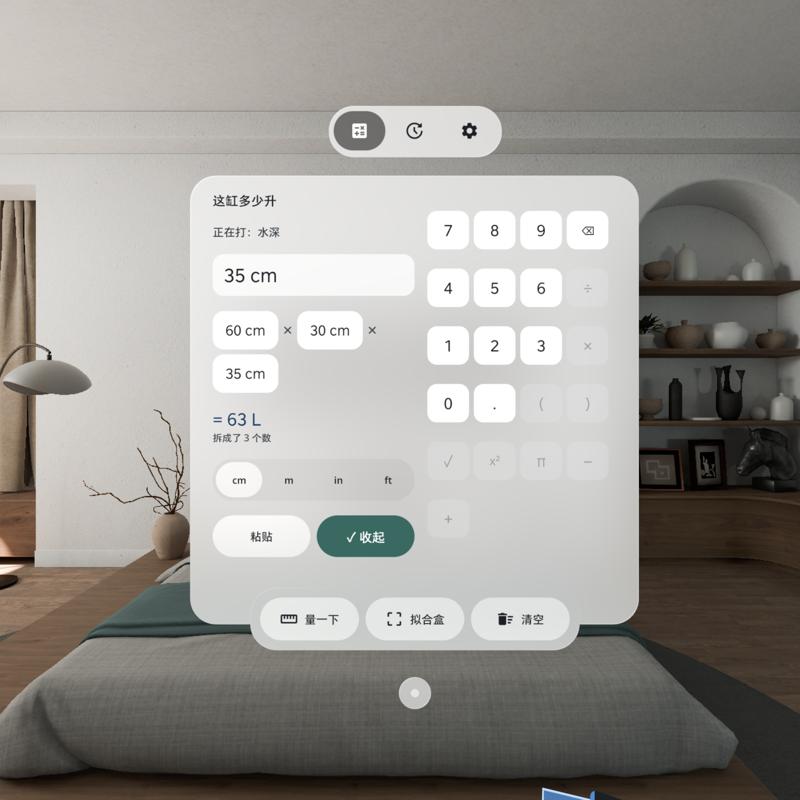 这缸多少升
正在打：水深
35 cm
60 cm × 30 cm ×
35 cm
= 63 L
拆成了 3 个数
cm m in ft
粘贴 ✓ 收起
7 8 9 ⌫
4 5 6 ÷
1 2 3 ×
0 . ( )
√ x² π −
+
量一下 拟合盒 清空